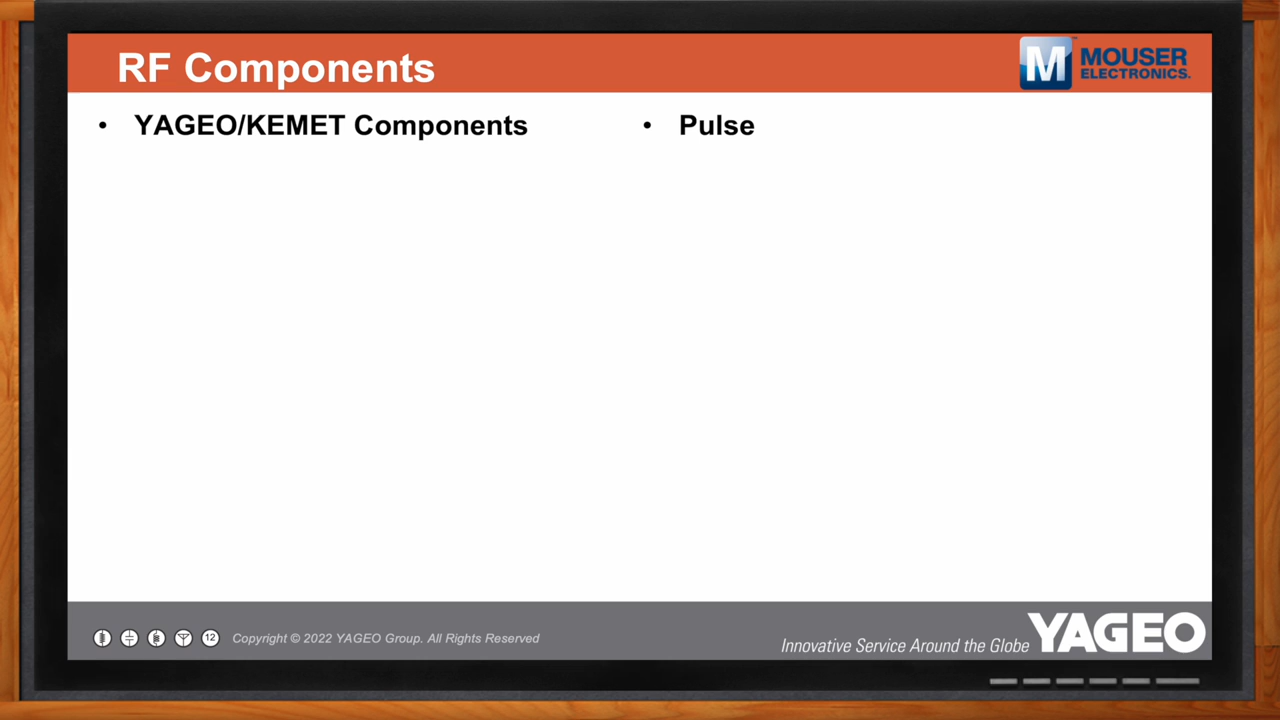 RF Components
M MOUSER
ELECTRONICS.
• YAGEO/KEMET Components
• Pulse
12 Copyright © 2022 YAGEO Group. All Rights Reserved
Innovative Service Around the Globe YAGEO